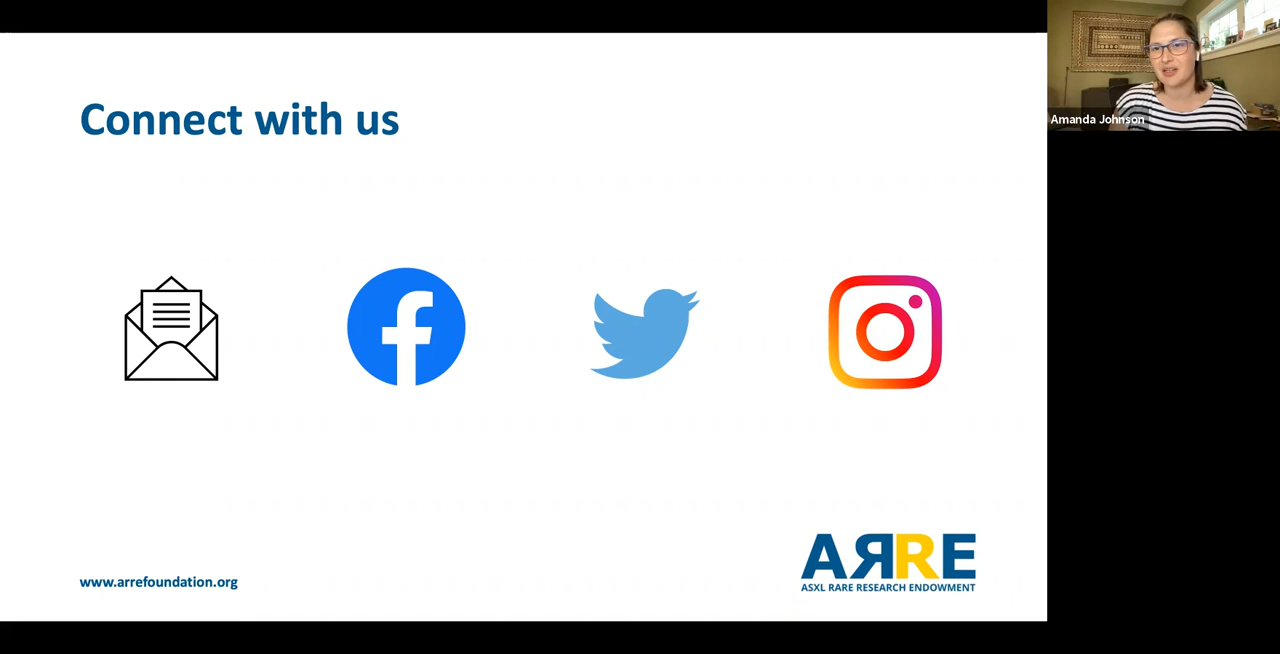 Connect with us
Amanda Johnson
www.arrefoundation.org
ARRE
ASXL RARE RESEARCH ENDOWMENT